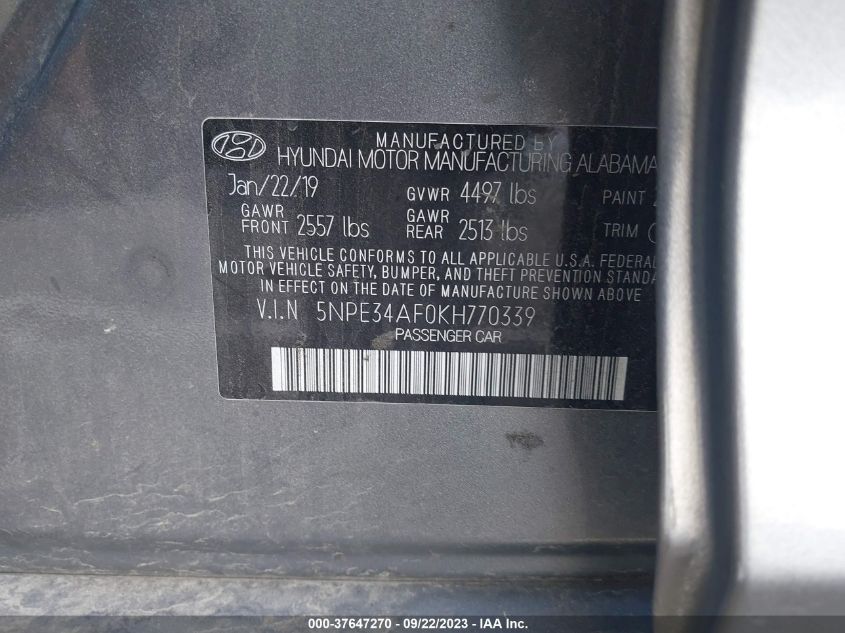 MANUFACTURED BY
HYUNDAI MOTOR MANUFACTURING ALABAMA
Jan/22/19 GVWR 4497 lbs PAINT
GAWR FRONT 2557 lbs GAWR REAR 2513 lbs TRIM
THIS VEHICLE CONFORMS TO ALL APPLICABLE U.S.A. FEDERAL
MOTOR VEHICLE SAFETY, BUMPER, AND THEFT PREVENTION STANDA
IN EFFECT ON THE DATE OF MANUFACTURE SHOWN ABOVE
V.I.N 5NPE34AF0KH770339
PASSENGER CAR
000-37647270 - 09/22/2023 - IAA Inc.